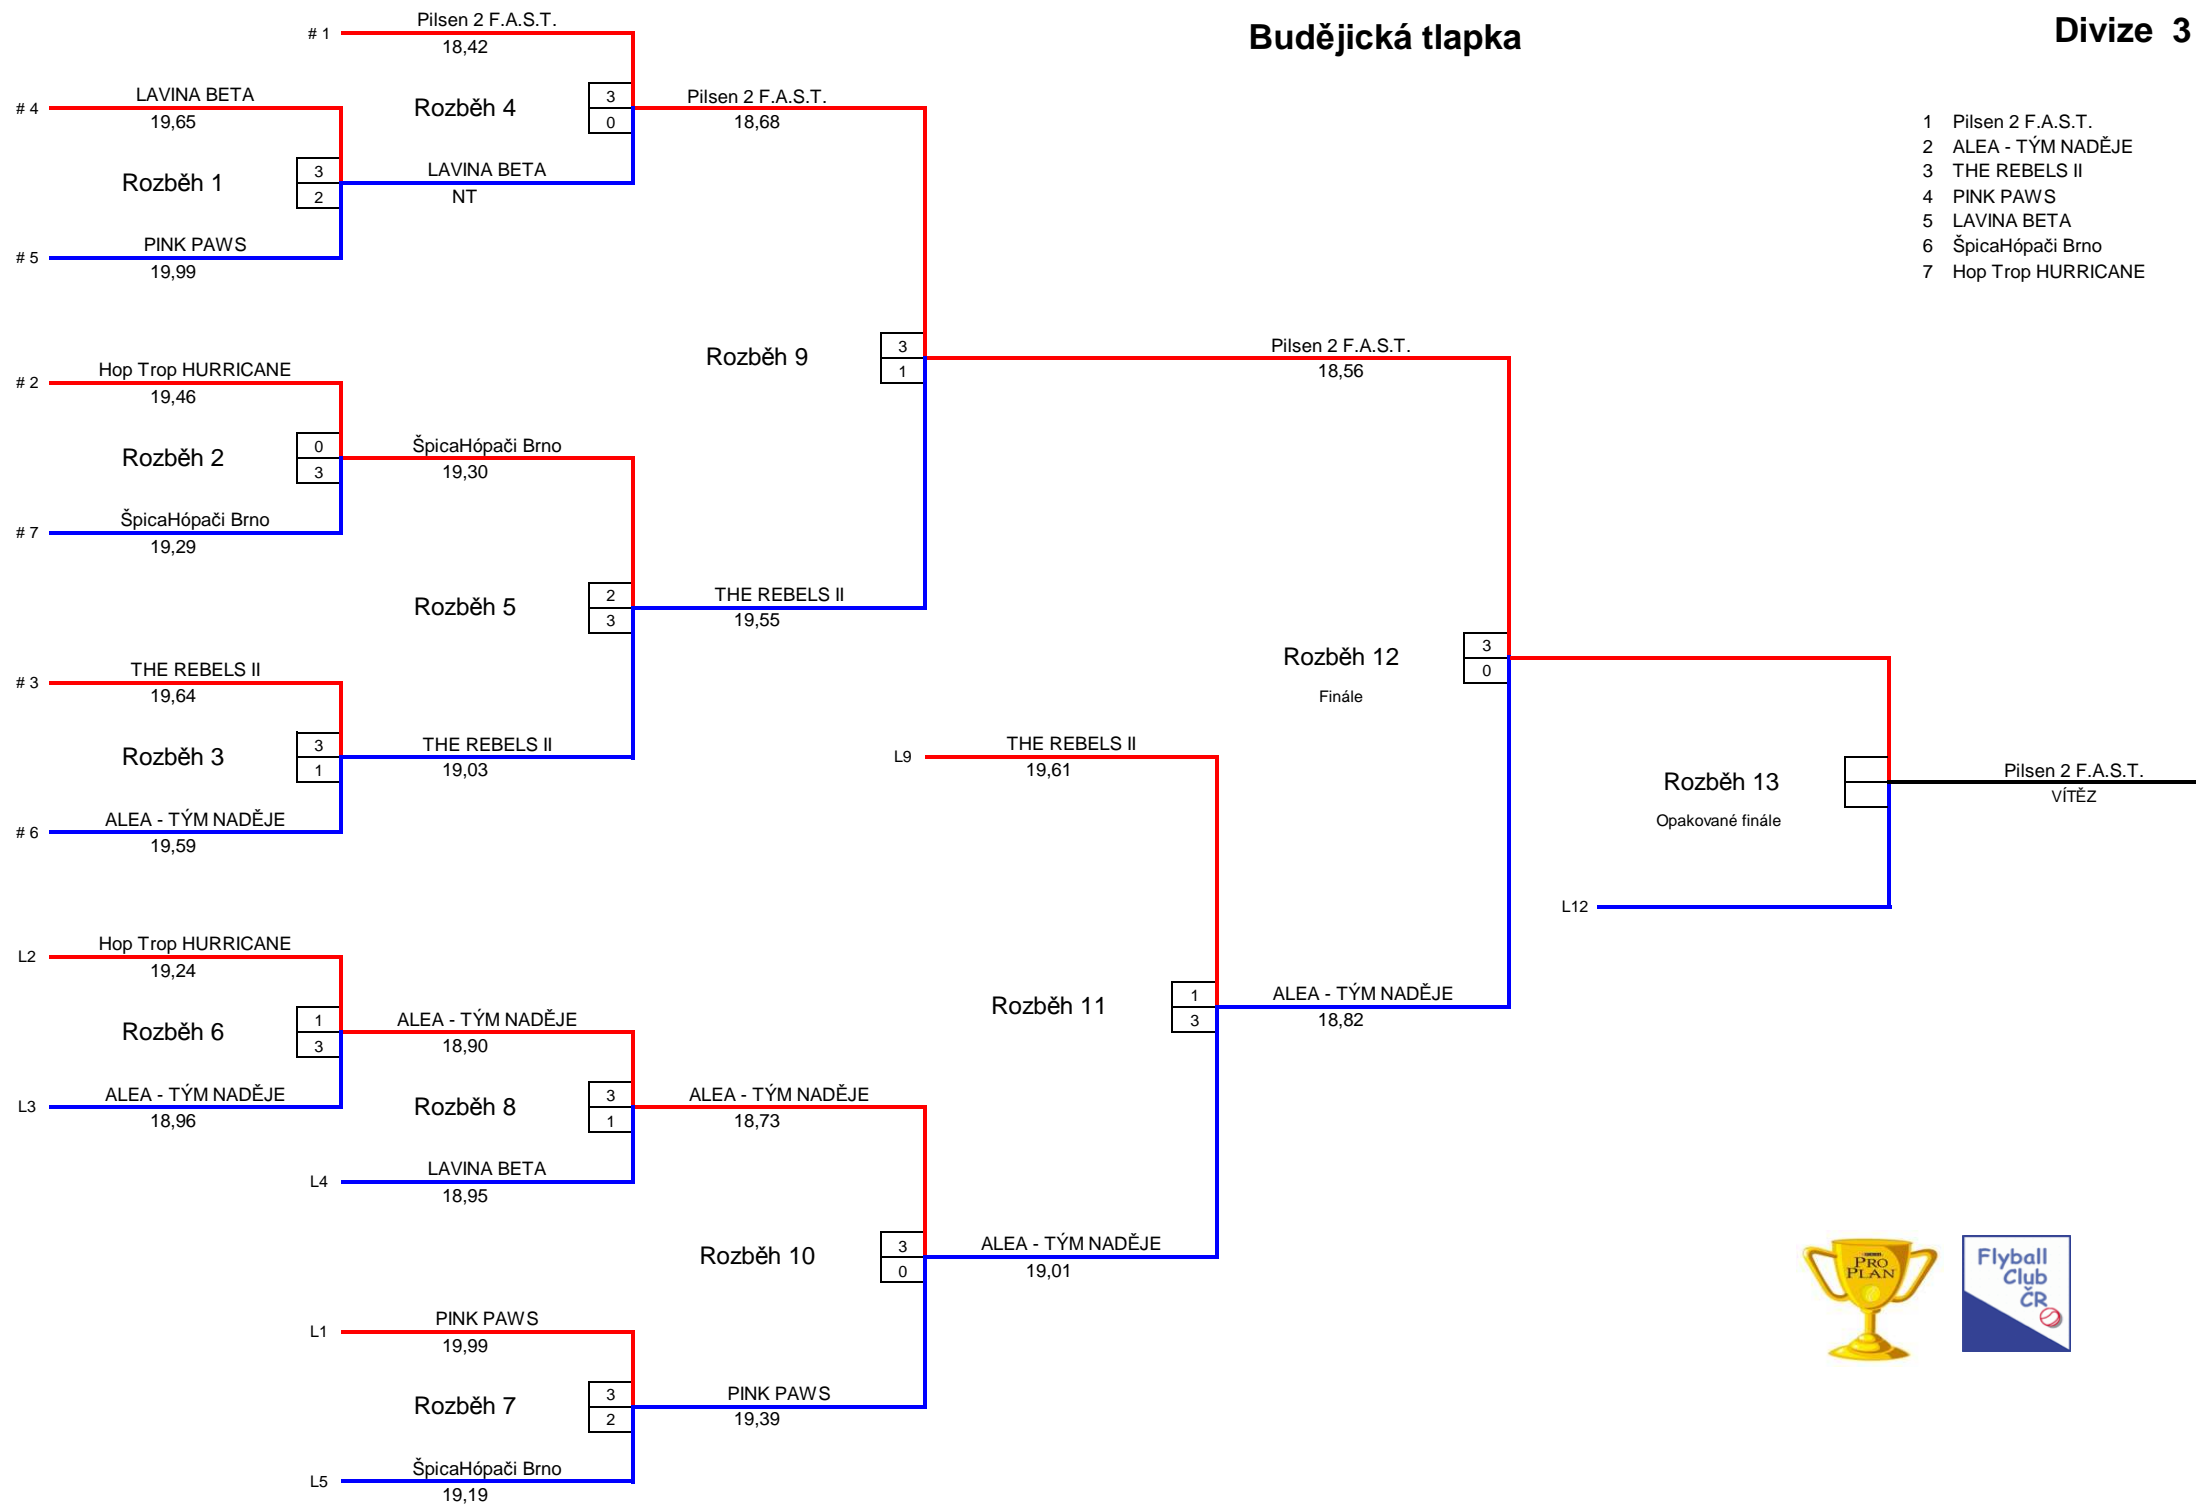 Budějická tlapka
Divize 3
1 Pilsen 2 F.A.S.T.
2 ALEA - TÝM NADĚJE
3 THE REBELS II
4 PINK PAWS
5 LAVINA BETA
6 ŠpicaHópači Brno
7 Hop Trop HURRICANE
# 1
Pilsen 2 F.A.S.T.
18,42
# 4
LAVINA BETA
19,65
Rozběh 1
3
2
# 5
PINK PAWS
19,99
Rozběh 4
3
0
LAVINA BETA
NT
Pilsen 2 F.A.S.T.
18,68
# 2
Hop Trop HURRICANE
19,46
Rozběh 2
0
3
# 7
ŠpicaHópači Brno
19,29
ŠpicaHópači Brno
19,30
Rozběh 5
2
3
# 3
THE REBELS II
19,64
Rozběh 3
3
1
# 6
ALEA - TÝM NADĚJE
19,59
THE REBELS II
19,03
THE REBELS II
19,55
Rozběh 9
3
1
Pilsen 2 F.A.S.T.
18,56
Rozběh 12
3
0
Finále
L9
THE REBELS II
19,61
Rozběh 11
1
3
ALEA - TÝM NADĚJE
18,82
Rozběh 13
Opakované finále
Pilsen 2 F.A.S.T.
VÍTĚZ
L12
L2
Hop Trop HURRICANE
19,24
Rozběh 6
1
3
L3
ALEA - TÝM NADĚJE
18,96
ALEA - TÝM NADĚJE
18,90
Rozběh 8
3
1
L4
LAVINA BETA
18,95
ALEA - TÝM NADĚJE
18,73
Rozběh 10
3
0
ALEA - TÝM NADĚJE
19,01
L1
PINK PAWS
19,99
Rozběh 7
3
2
L5
ŠpicaHópači Brno
19,19
PINK PAWS
19,39
PRO
PLAN
Flyball
Club
ČR